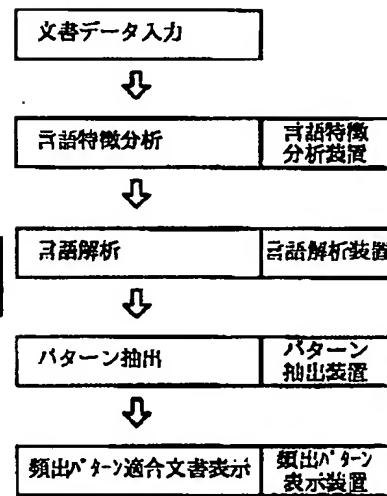 文書データ入力
言語特徴分析
言語特徴
分析装置
言語解析
言語解析装置
パターン抽出
パターン
抽出装置
頻出パターン適合文書表示
頻出パターン
表示装置